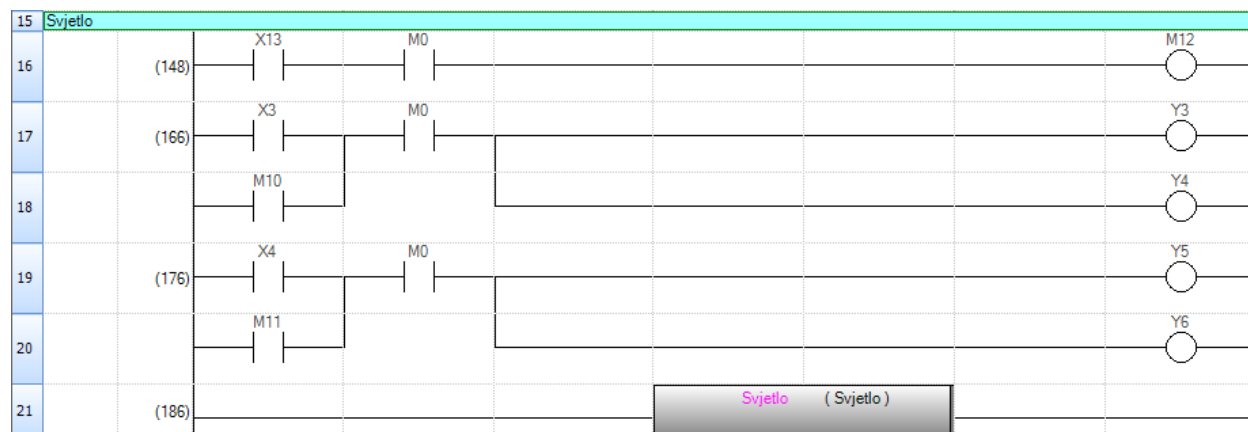 15 Svjetlo
X13 M0 M12
16 (148)
X3 M0 Y3
17 (166)
M10 Y4
18
X4 M0 Y5
19 (176)
M11 Y6
20
Svjetlo (Svjetlo)
21 (186)